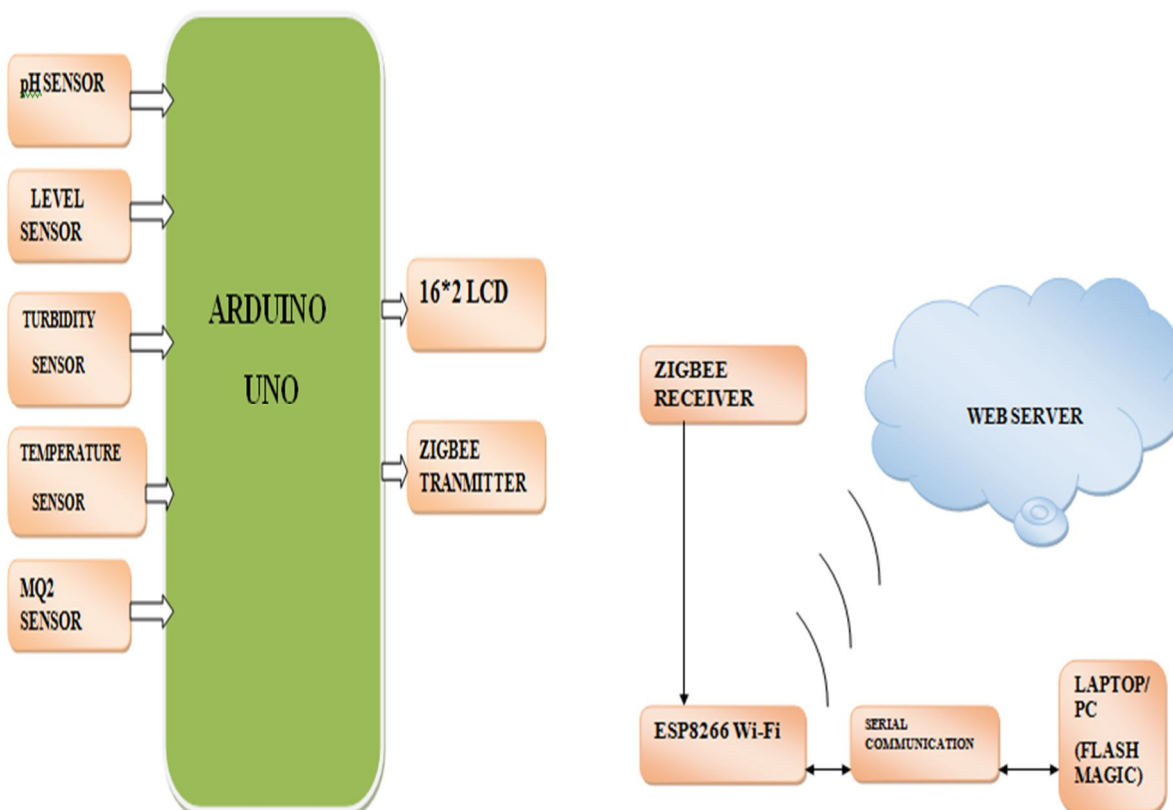 pH SENSOR
LEVEL
SENSOR
TURBIDITY
SENSOR
TEMPERATURE
SENSOR
MQ2
SENSOR
ARDUINO
UNO
16*2 LCD
ZIGBEE
TRANMITTER
ZIGBEE
RECEIVER
WEB SERVER
ESP8266 Wi-Fi
SERIAL
COMMUNICATION
LAPTOP/
PC
(FLASH
MAGIC)